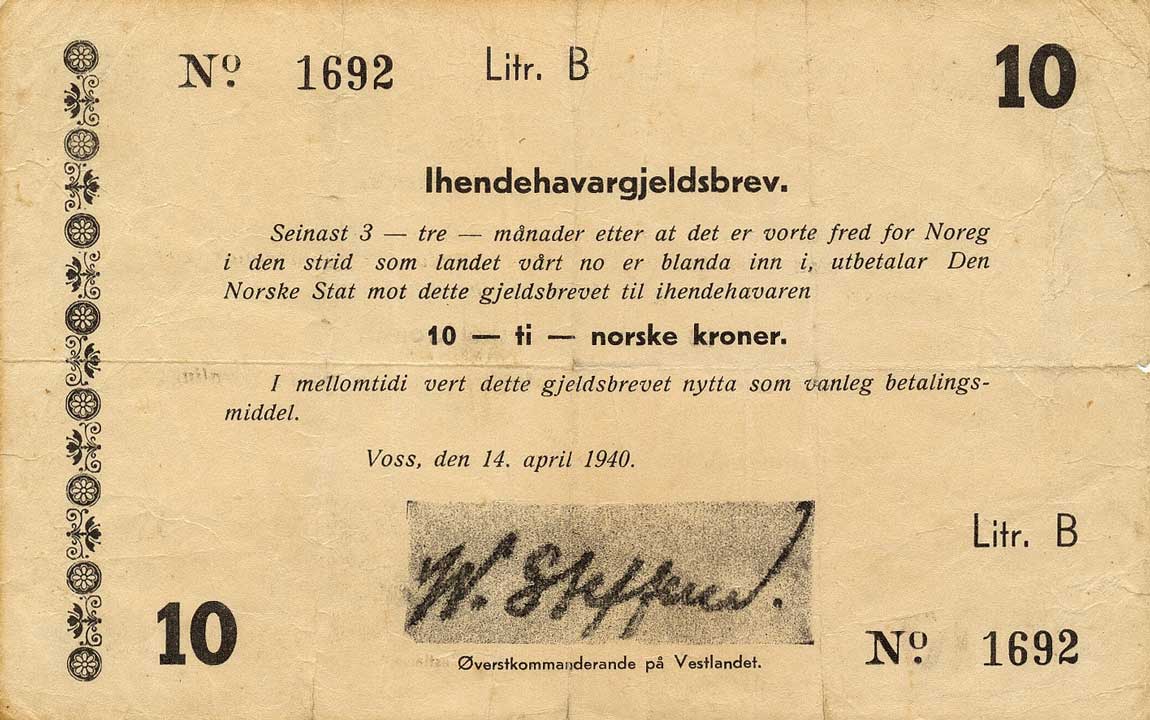 Nº 1692 Litr. B 10
Ihendehavargjeldsbrev.
Seinast 3 — tre — månader etter at det er vorte fred for Noreg
i den strid som landet vårt no er blanda inn i, utbetalar Den
Norske Stat mot dette gjeldsbrevet til ihendehavaren
10 — ti — norske kroner.
I mellomtidi vert dette gjeldsbrevet nytta som vanleg betalings-
middel.
Voss, den 14. april 1940.
W. Steffens.
Litr. B
10
Øverstkommanderande på Vestlandet.
Nº 1692